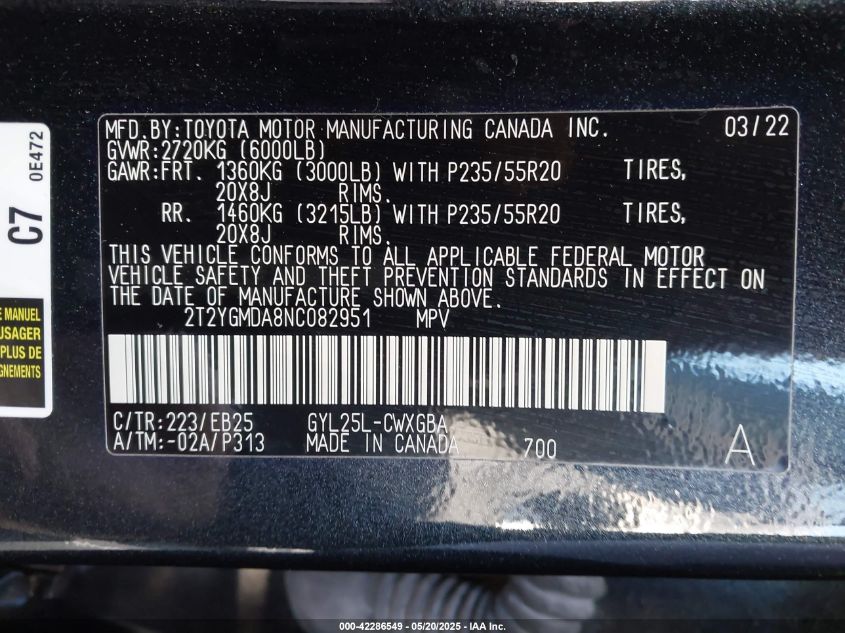 MFD.BY:TOYOTA MOTOR MANUFACTURING CANADA INC. 03/22
GVWR:2720KG (6000LB)
GAWR:FRT. 1360KG (3000LB) WITH P235/55R20 TIRES,
20X8J RIMS.
RR. 1460KG (3215LB) WITH P235/55R20 TIRES,
20X8J RIMS.
THIS VEHICLE CONFORMS TO ALL APPLICABLE FEDERAL MOTOR
VEHICLE SAFETY AND THEFT PREVENTION STANDARDS IN EFFECT ON
THE DATE OF MANUFACTURE SHOWN ABOVE.
2T2YGMDA8NC082951 MPV
C/TR:223/EB25 GYL25L-CWXGBA
A/TM:-02A/P313 MADE IN CANADA 700 A
C7 0E472
E MANUEL
USAGER
PLUS DE
GNEMENTS
000-42286549 - 05/20/2025 - IAA Inc.